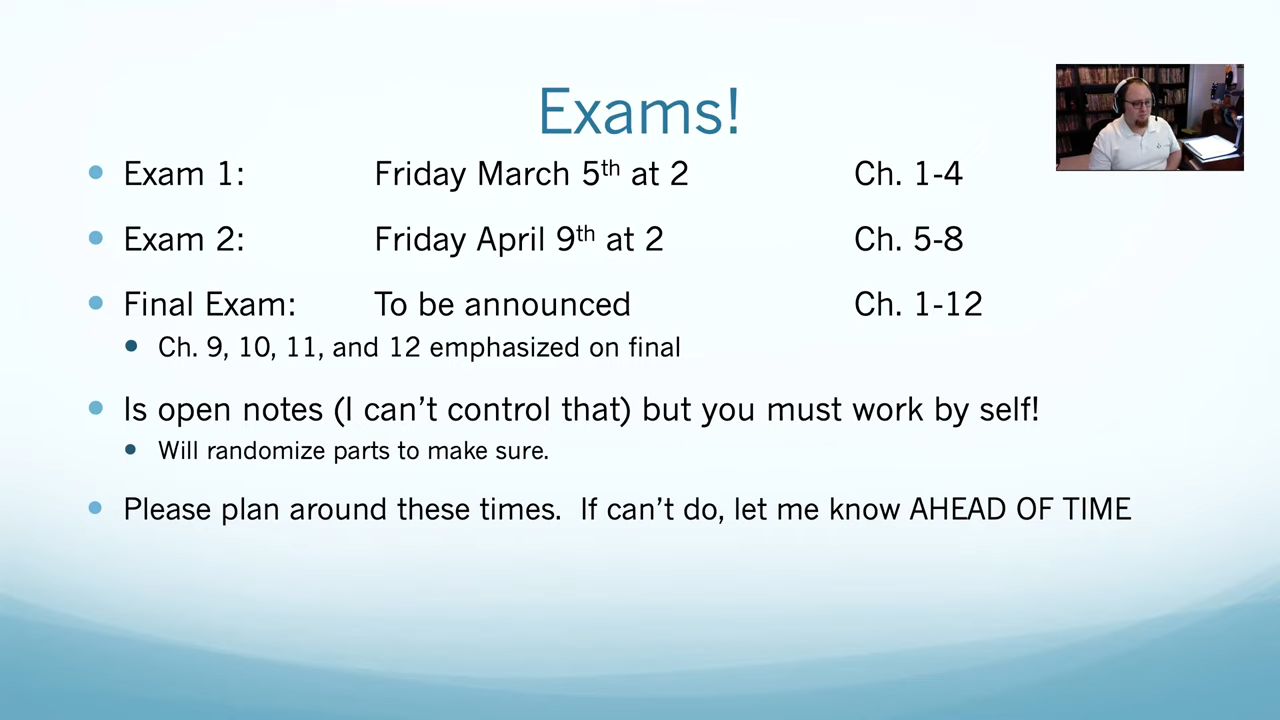 Exams!
Exam 1: Friday March 5th at 2 Ch. 1-4
Exam 2: Friday April 9th at 2 Ch. 5-8
Final Exam: To be announced Ch. 1-12
Ch. 9, 10, 11, and 12 emphasized on final
Is open notes (I can’t control that) but you must work by self!
Will randomize parts to make sure.
Please plan around these times.  If can’t do, let me know AHEAD OF TIME